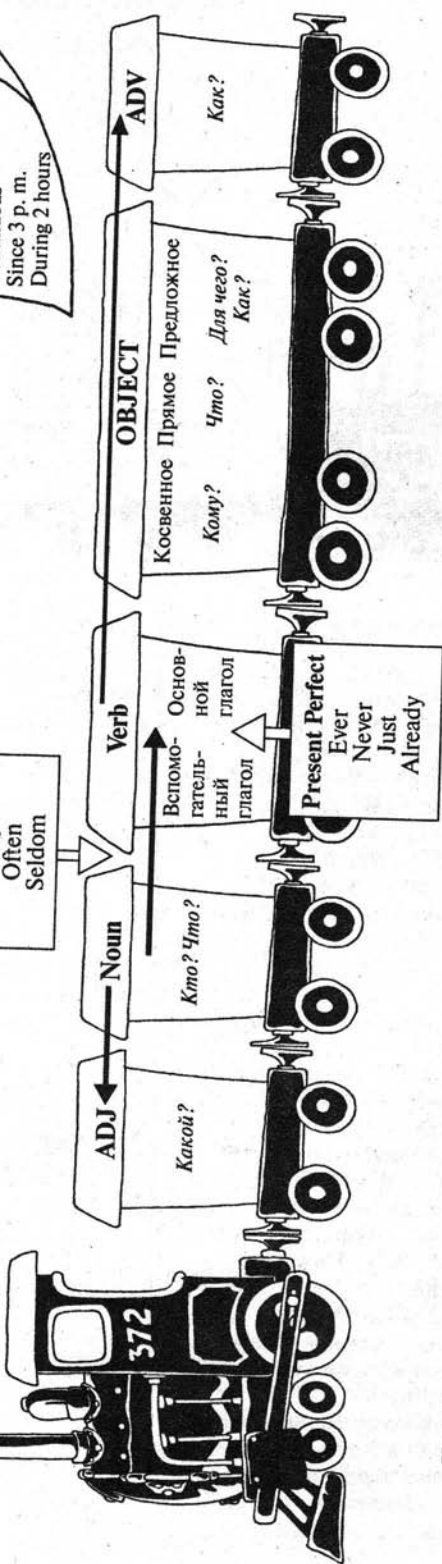 Since 3 p. m.
During 2 hours
Often
Seldom
372
ADJ
Какой?
Noun
Кто? Что?
Verb
Вспомо-
гатель-
ный
глагол
Основ-
ной
глагол
Present Perfect
Ever
Never
Just
Already
OBJECT
Косвенное Прямое Предложное
Кому? Что? Для чего?
Как?
ADV
Как?